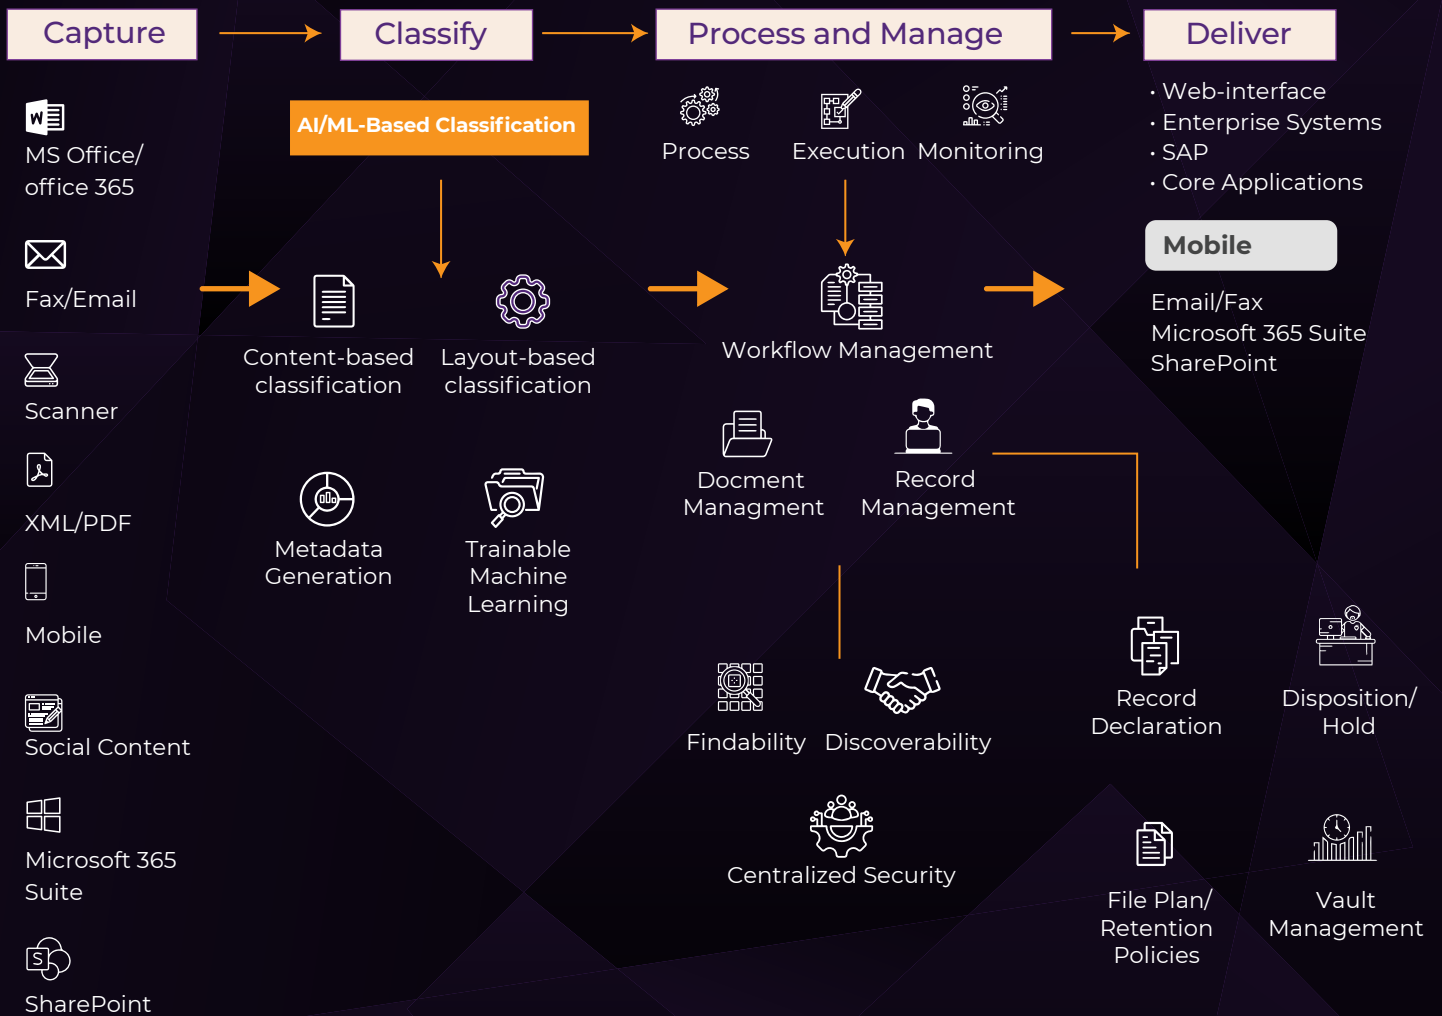 Capture
Classify
Process and Manage
Deliver
MS Office/
office 365
Fax/Email
Scanner
XML/PDF
Mobile
Social Content
Microsoft 365
Suite
S
SharePoint
W
AI/ML-Based Classification
Content-based
classification
Layout-based
classification
Metadada
Generation
Trainable
Machine
Learning
Process
Execution
Monitoring
Workflow Management
Docment
Managment
Record
Management
Findability
Discoverability
Centralized Security
• Web-interface
• Enterprise Systems
• SAP
• Core Applications
Mobile
Email/Fax
Microsoft 365 Suite
SharePoint
Record
Declaration
Disposition/
Hold
File Plan/
Retention
Policies
Vault
Management